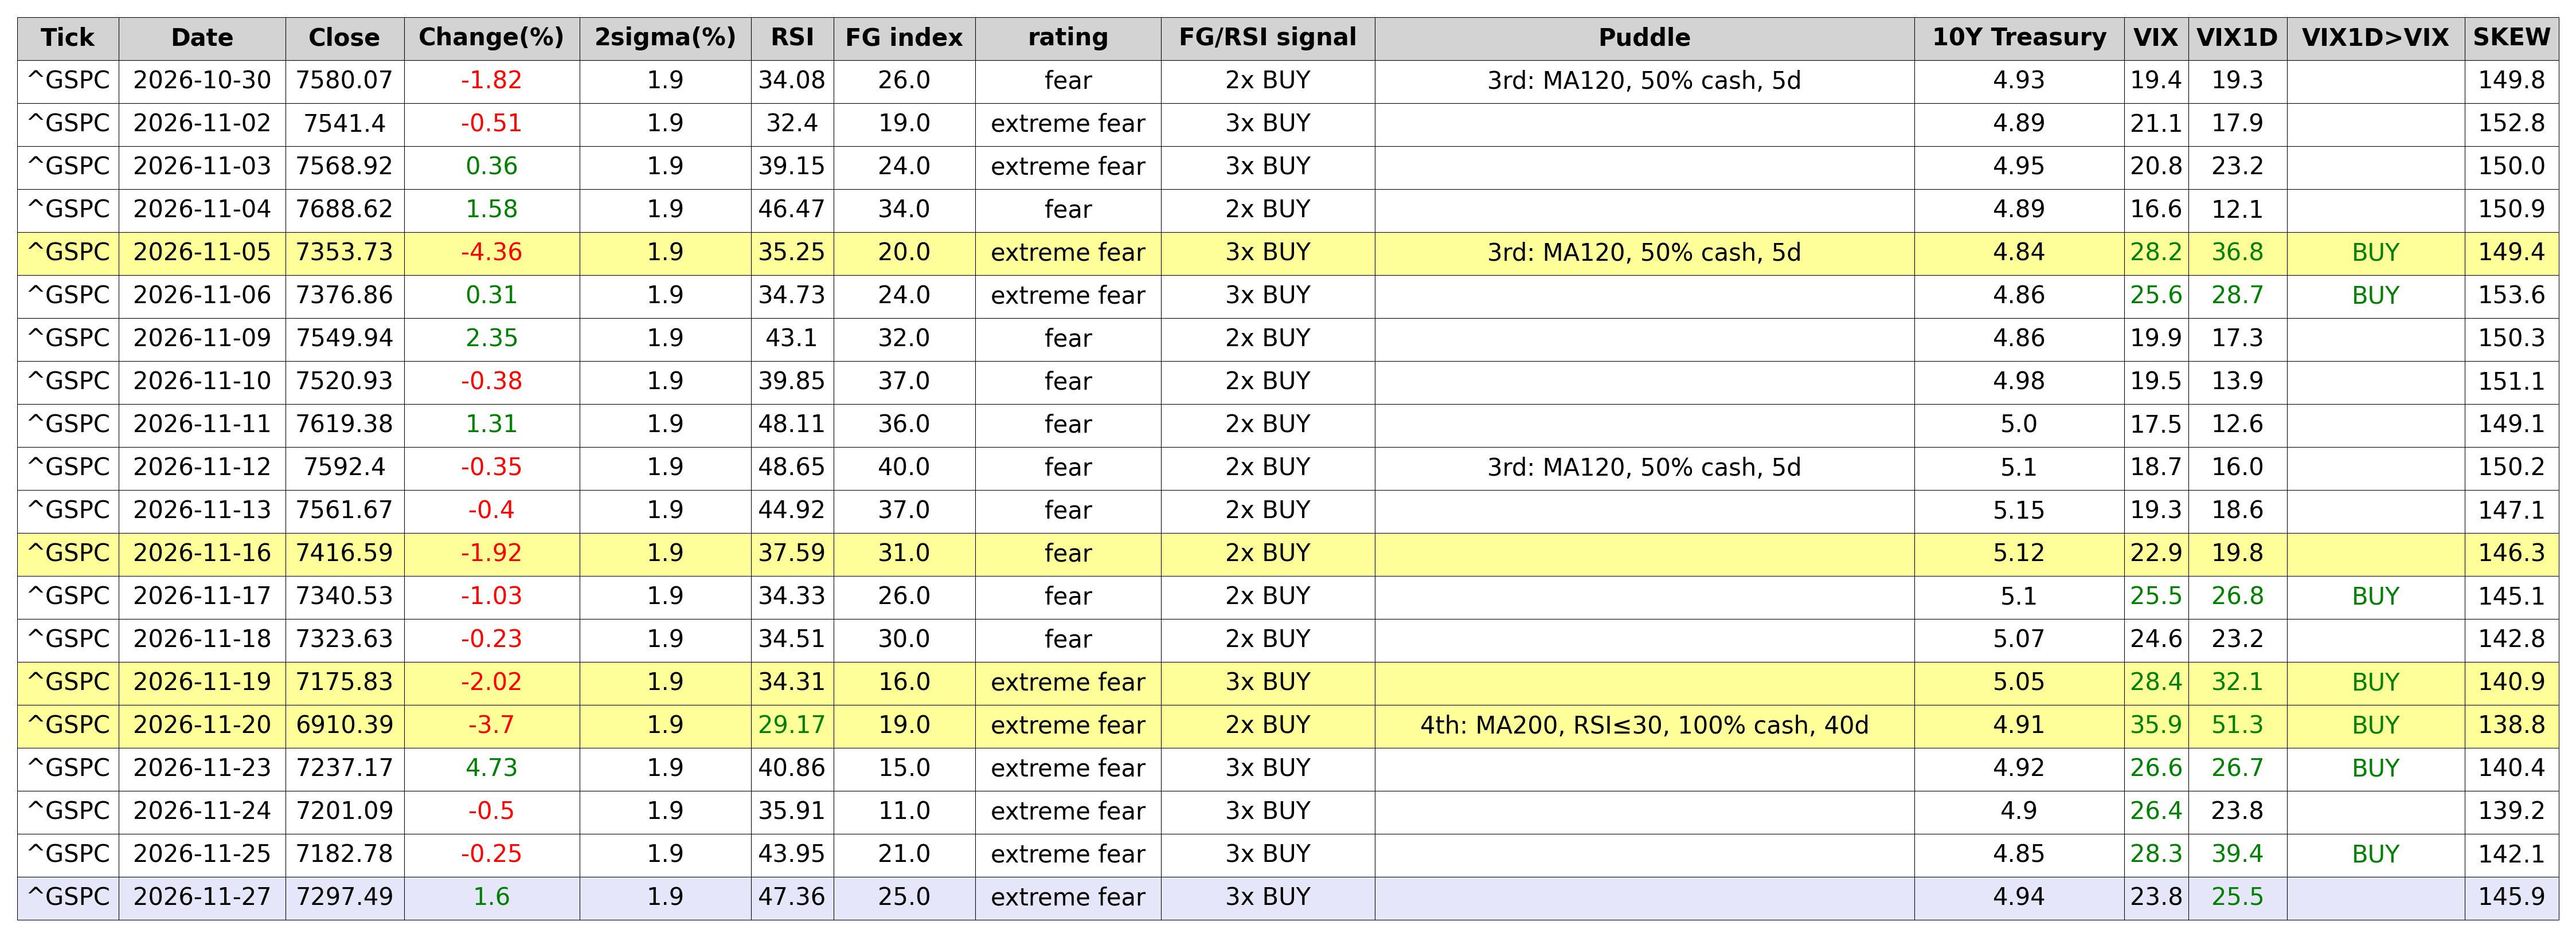 Tick Date Close Change(%) 2sigma(%) RSI FG index rating FG/RSI signal Puddle 10Y Treasury VIX VIX1D VIX1D>VIX SKEW
^GSPC 2026-10-30 7580.07 -1.82 1.9 34.08 26.0 fear 2x BUY 3rd: MA120, 50% cash, 5d 4.93 19.4 19.3 149.8
^GSPC 2026-11-02 7541.4 -0.51 1.9 32.4 19.0 extreme fear 3x BUY 4.89 21.1 17.9 152.8
^GSPC 2026-11-03 7568.92 0.36 1.9 39.15 24.0 extreme fear 3x BUY 4.95 20.8 23.2 150.0
^GSPC 2026-11-04 7688.62 1.58 1.9 46.47 34.0 fear 2x BUY 4.89 16.6 12.1 150.9
^GSPC 2026-11-05 7353.73 -4.36 1.9 35.25 20.0 extreme fear 3x BUY 3rd: MA120, 50% cash, 5d 4.84 28.2 36.8 BUY 149.4
^GSPC 2026-11-06 7376.86 0.31 1.9 34.73 24.0 extreme fear 3x BUY 4.86 25.6 28.7 BUY 153.6
^GSPC 2026-11-09 7549.94 2.35 1.9 43.1 32.0 fear 2x BUY 4.86 19.9 17.3 150.3
^GSPC 2026-11-10 7520.93 -0.38 1.9 39.85 37.0 fear 2x BUY 4.98 19.5 13.9 151.1
^GSPC 2026-11-11 7619.38 1.31 1.9 48.11 36.0 fear 2x BUY 5.0 17.5 12.6 149.1
^GSPC 2026-11-12 7592.4 -0.35 1.9 48.65 40.0 fear 2x BUY 3rd: MA120, 50% cash, 5d 5.1 18.7 16.0 150.2
^GSPC 2026-11-13 7561.67 -0.4 1.9 44.92 37.0 fear 2x BUY 5.15 19.3 18.6 147.1
^GSPC 2026-11-16 7416.59 -1.92 1.9 37.59 31.0 fear 2x BUY 5.12 22.9 19.8 146.3
^GSPC 2026-11-17 7340.53 -1.03 1.9 34.33 26.0 fear 2x BUY 5.1 25.5 26.8 BUY 145.1
^GSPC 2026-11-18 7323.63 -0.23 1.9 34.51 30.0 fear 2x BUY 5.07 24.6 23.2 142.8
^GSPC 2026-11-19 7175.83 -2.02 1.9 34.31 16.0 extreme fear 3x BUY 5.05 28.4 32.1 BUY 140.9
^GSPC 2026-11-20 6910.39 -3.7 1.9 29.17 19.0 extreme fear 2x BUY 4th: MA200, RSI≤30, 100% cash, 40d 4.91 35.9 51.3 BUY 138.8
^GSPC 2026-11-23 7237.17 4.73 1.9 40.86 15.0 extreme fear 3x BUY 4.92 26.6 26.7 BUY 140.4
^GSPC 2026-11-24 7201.09 -0.5 1.9 35.91 11.0 extreme fear 3x BUY 4.9 26.4 23.8 139.2
^GSPC 2026-11-25 7182.78 -0.25 1.9 43.95 21.0 extreme fear 3x BUY 4.85 28.3 39.4 BUY 142.1
^GSPC 2026-11-27 7297.49 1.6 1.9 47.36 25.0 extreme fear 3x BUY 4.94 23.8 25.5 145.9